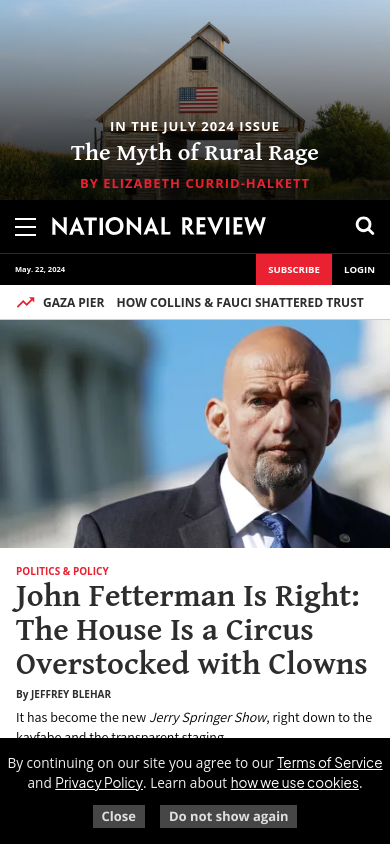 IN THE JULY 2024 ISSUE
The Myth of Rural Rage
BY ELIZABETH CURRID-HALKETT
NATIONAL REVIEW
May. 22, 2024
SUBSCRIBE
LOGIN
GAZA PIER HOW COLLINS & FAUCI SHATTERED TRUST
POLITICS & POLICY
John Fetterman Is Right:
The House Is a Circus
Overstocked with Clowns
By JEFFREY BLEHAR
It has become the new Jerry Springer Show, right down to the
kayfabe and the transparent staging.
By continuing on our site you agree to our Terms of Service
and Privacy Policy. Learn about how we use cookies.
Close
Do not show again